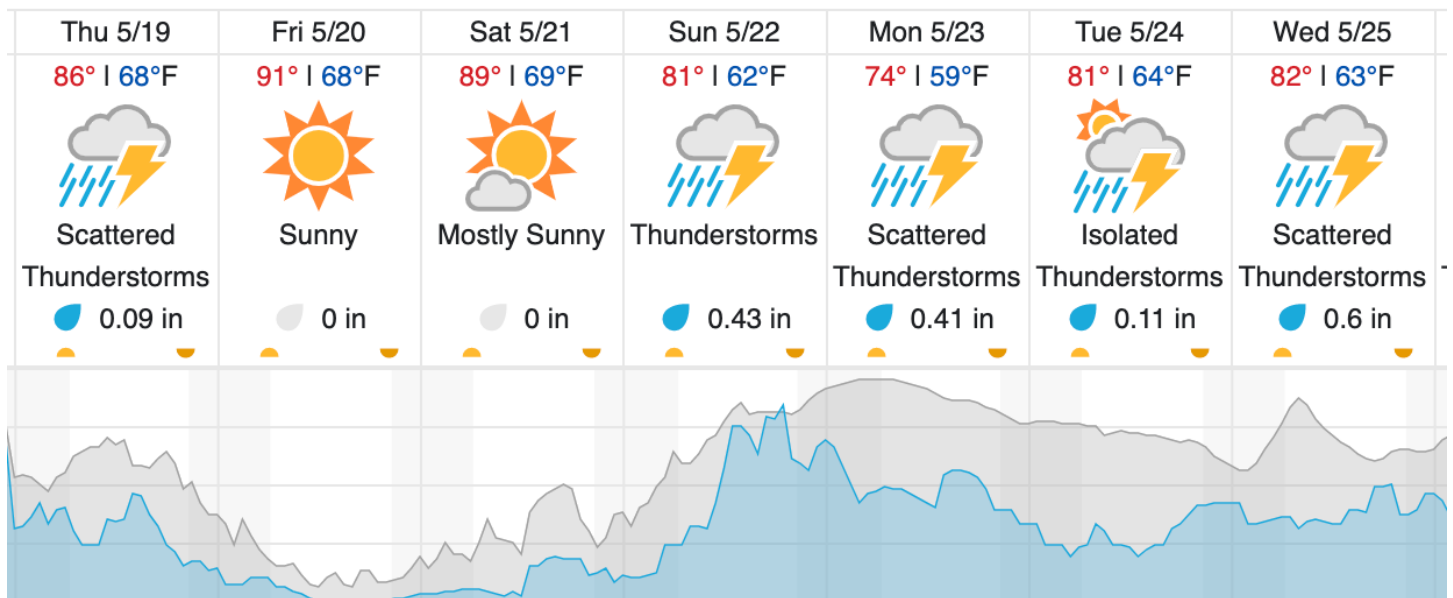 Thu 5/19 Fri 5/20 Sat 5/21 Sun 5/22 Mon 5/23 Tue 5/24 Wed 5/25
86° | 68°F 91° | 68°F 89° | 69°F 81° | 62°F 74° | 59°F 81° | 64°F 82° | 63°F
Scattered Sunny Mostly Sunny Thunderstorms Scattered Isolated Scattered
Thunderstorms Thunderstorms Thunderstorms Thunderstorms
0.09 in 0 in 0 in 0.43 in 0.41 in 0.11 in 0.6 in